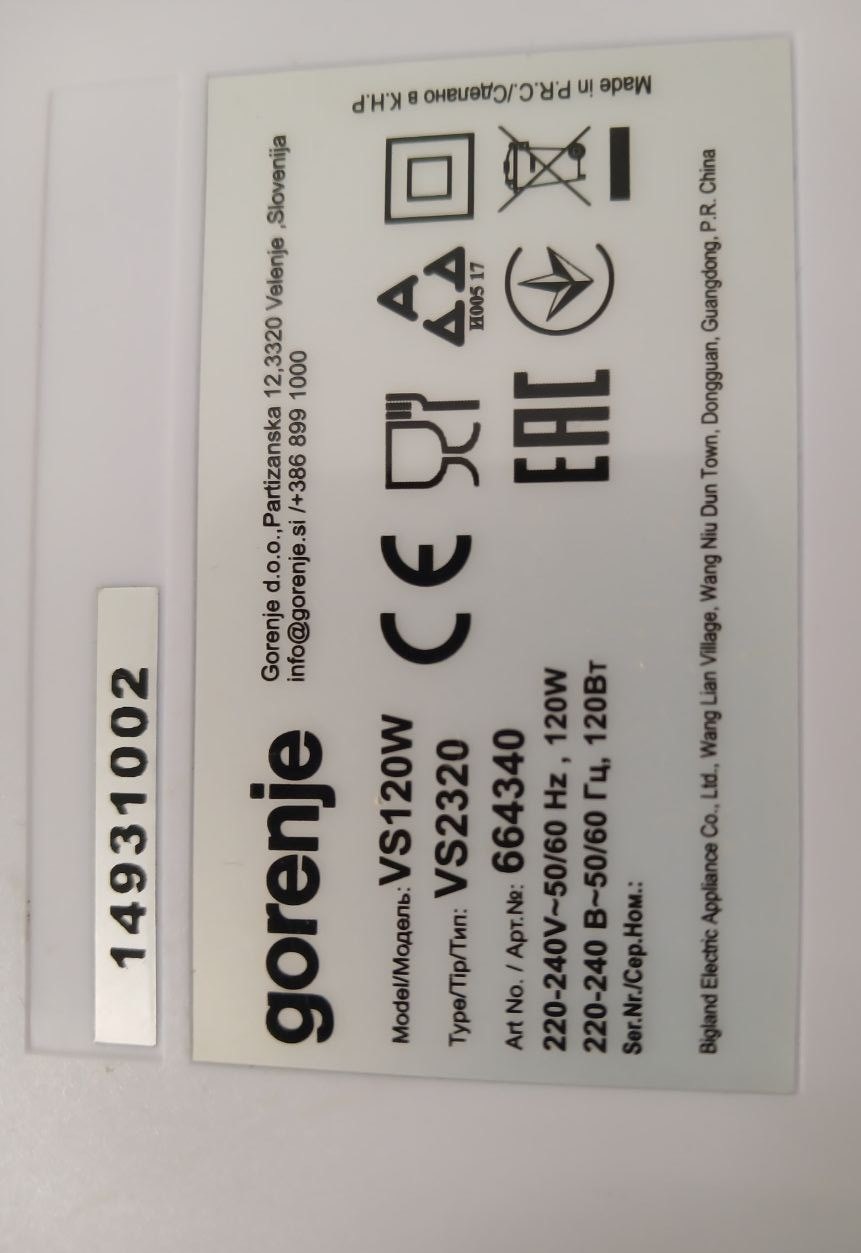 14931002
gorenje
Gorenje d.o.o.,Partizanska 12,3320 Velenje ,Slovenija
info@gorenje.si /+386 899 1000
Model/Модель: VS120W
Type/Tip/Тип: VS2320
Art No. / Арт.№: 664340
220-240V~50/60 Hz , 120W
220-240 В~50/60 Гц, 120Вт
Ser.Nr./Сер.Ном.:
CE
И005 17
EAC
Bigland Electric Appliance Co., Ltd., Wang Lian Village, Wang Niu Dun Town, Dongguan, Guangdong, P.R. China
Made in P.R.C./Сделано в К.Н.Р